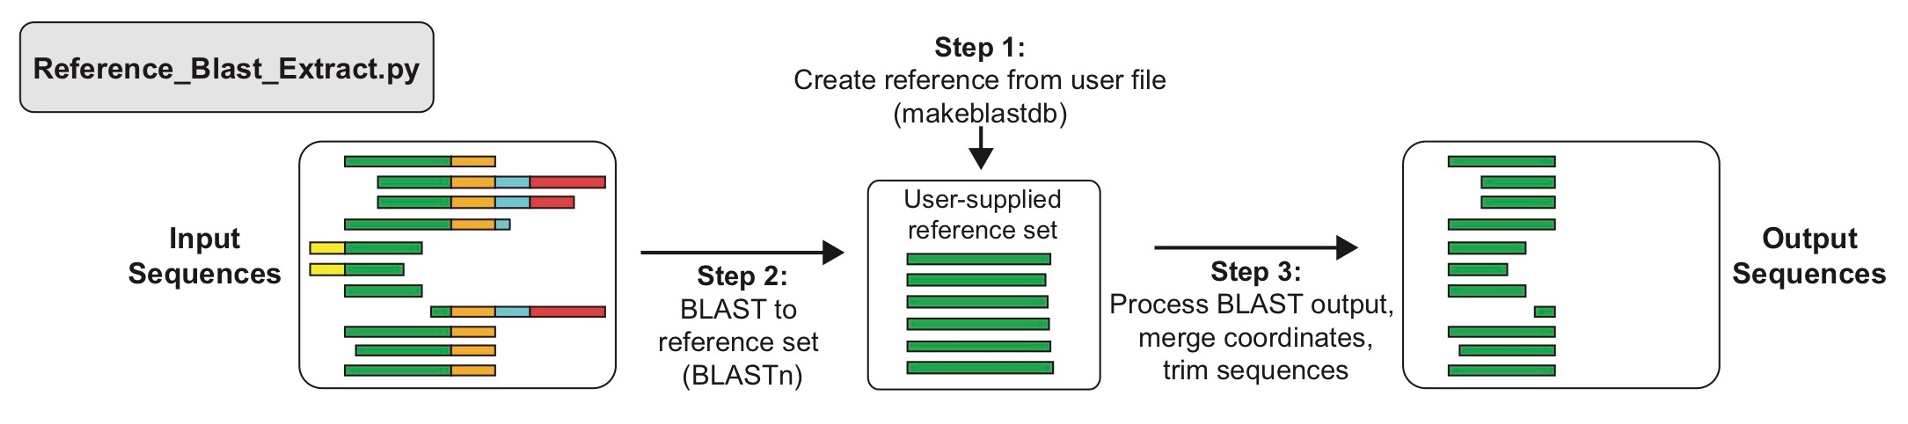 Reference_Blast_Extract.py
Step 1:
Create reference from user file
(makeblastdb)
Input
Sequences
Step 2:
BLAST to
reference set
(BLASTn)
User-supplied
reference set
Step 3:
Process BLAST output,
merge coordinates,
trim sequences
Output
Sequences